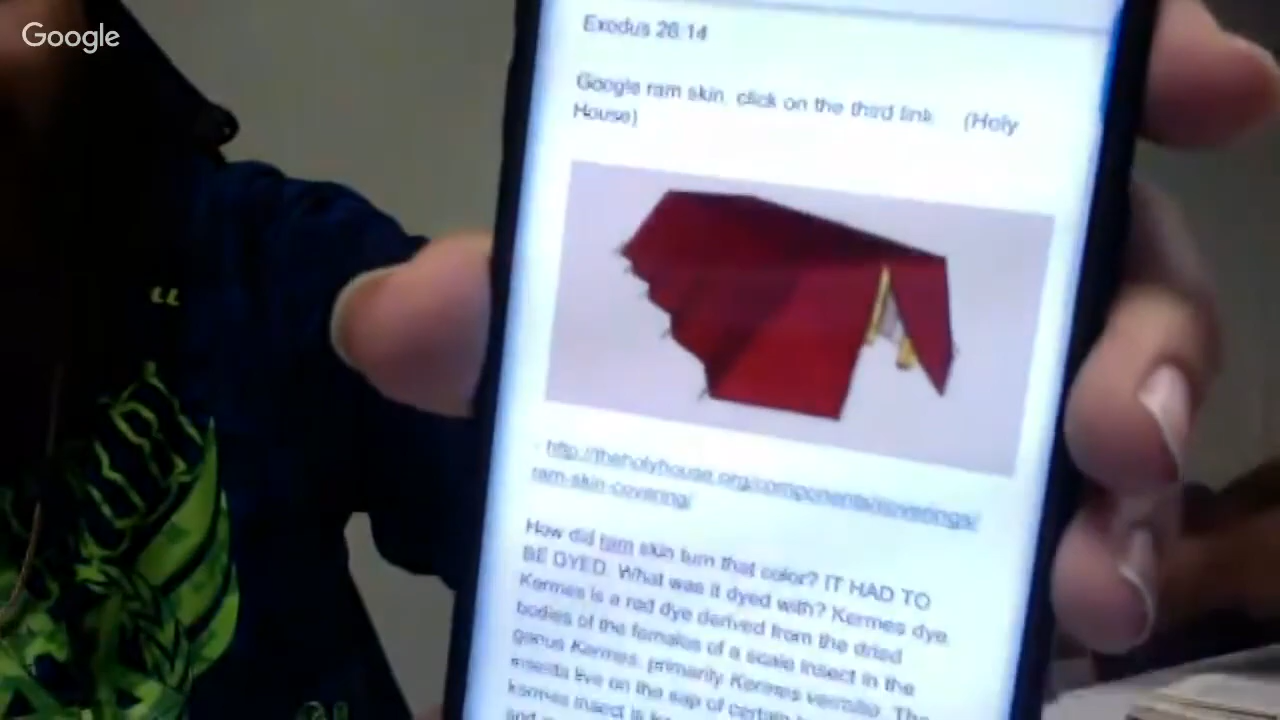 Google
Exodus 26:14
Google ram skin, click on the third link. (Holy
House)
LL
- http://theholyhouse.org/components/coverings/
ram-skin-covering/
How did ram skin turn that color? IT HAD TO
BE DYED. What was it dyed with? Kermes dye.
Kermes is a red dye derived from the dried
bodies of the females of a scale insect in the
genus Kermes, primarily Kermes vermilio. The
insects live on the sap of certain
kermes insect is
and